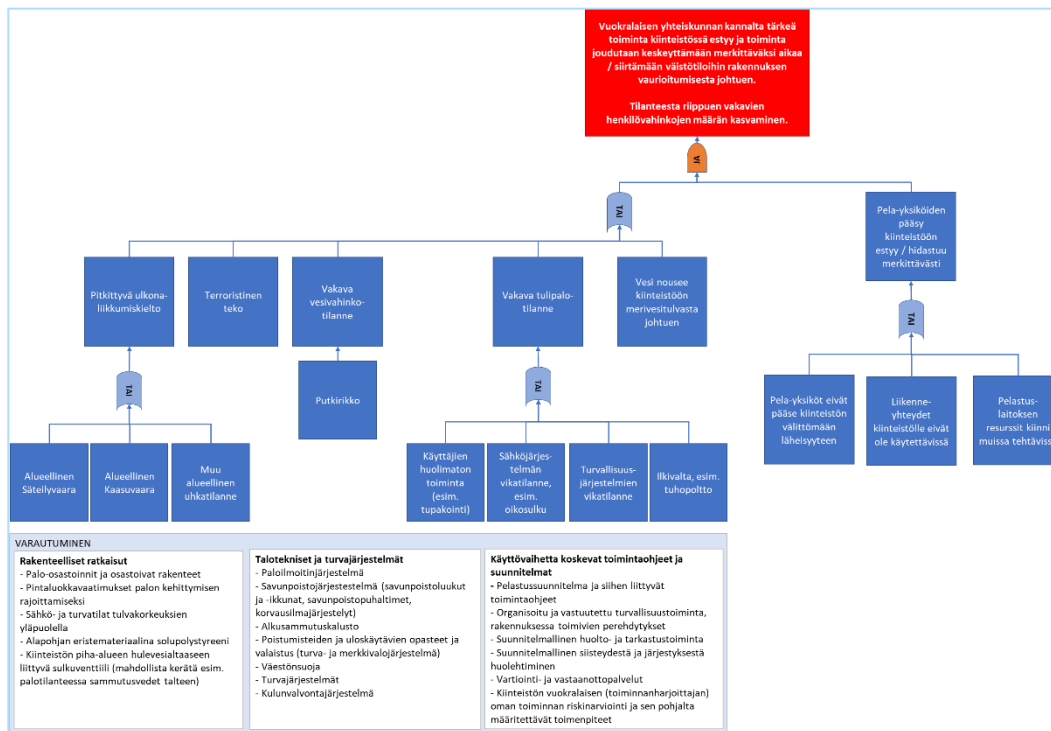 Vuokralaisen yhteiskunnan kannalta tärkeä
toiminta kiinteistössä estyy ja toiminta
joudutaan keskeyttämään merkittäväksi aikaa
/ siirtämään väistötiloihin rakennuksen
vaurioitumisesta johtuen.
Tilanteesta riippuen vakavien
henkilövahinkojen määrän kasvaminen.
JA
TAI
Pela-yksiköiden
pääsy
kiinteistöön
estyy / hidastuu
merkittävästi
Pitkittyvä ulkona-
liikkumiskielto
Terroristinen
teko
Vakava
vesivahinko-
tilanne
Vakava tulipalo-
tilanne
Vesi nousee
kiinteistöön
merivesitulvasta
johtuen
TAI
TAI
TAI
Putkirikko
Pela-yksiköt eivät
pääse kiinteistön
välittömään
läheisyyteen
Liikenne-
yhteydet
kiinteistölle eivät
ole käytettävissä
Pelastus-
laitoksen
resurssit kiinni
muissa tehtäviss
Alueellinen
Säteilyvaara
Alueellinen
Kaasuvaara
Muu
alueellinen
uhkatilanne
Käyttäjien
huolimaton
toiminta
(esim.
tupakointi)
Sähköjärjes-
telmän
vikatilanne,
esim.
oikosulku
Turvallisuus-
järjestelmien
vikatilanne
Ilkivalta, esim.
tuhopoltto
VARAUTUMINEN
Rakenteelliset ratkaisut
- Palo-osastoinnit ja osastoivat rakenteet
- Pintaluokkavaatimukset palon kehittymisen
rajoittamiseksi
- Sähkö- ja turvatilat tulvakorkeuksien
yläpuolella
- Alapohjan eristemateriaalina solupolystyreeni
- Kiinteistön piha-alueen hulevesialtaaseen
liittyvä sulkuventtiili (mahdollista kerätä esim.
palotilanteessa sammutusvedet talteen)
Talotekniset ja turvajärjestelmät
- Paloilmoitinjärjestelmä
- Savunpoistojärjestestelmä (savunpoistoluukut
ja -ikkunat, savunpoistopuhaltimet,
korvausilmajärjestelyt)
- Alkusammutuskalusto
- Poistumisteiden ja uloskäytävien opasteet ja
valaistus (turva- ja merkkivalojärjestelmä)
- Väestönsuoja
- Turvajärjestelmät
- Kulunvalvontajärjestelmä
Käyttövaihetta koskevat toimintaohjeet ja
suunnitelmat
- Pelastussuunnitelma ja siihen liittyvät
toimintaohjeet
- Organisoitu ja vastuutettu turvallisuustoiminta,
rakennuksessa toimivien perehdytykset
- Suunnitelmallinen huolto- ja tarkastustoiminta
- Suunnitelmallinen siisteydestä ja järjestyksestä
huolehtiminen
- Vartiointi- ja vastaanottopalvelut
- Kiinteistön vuokralaisen (toiminnanharjoittajan)
oman toiminnan riskinarviointi ja sen pohjalta
määritettävät toimenpiteet